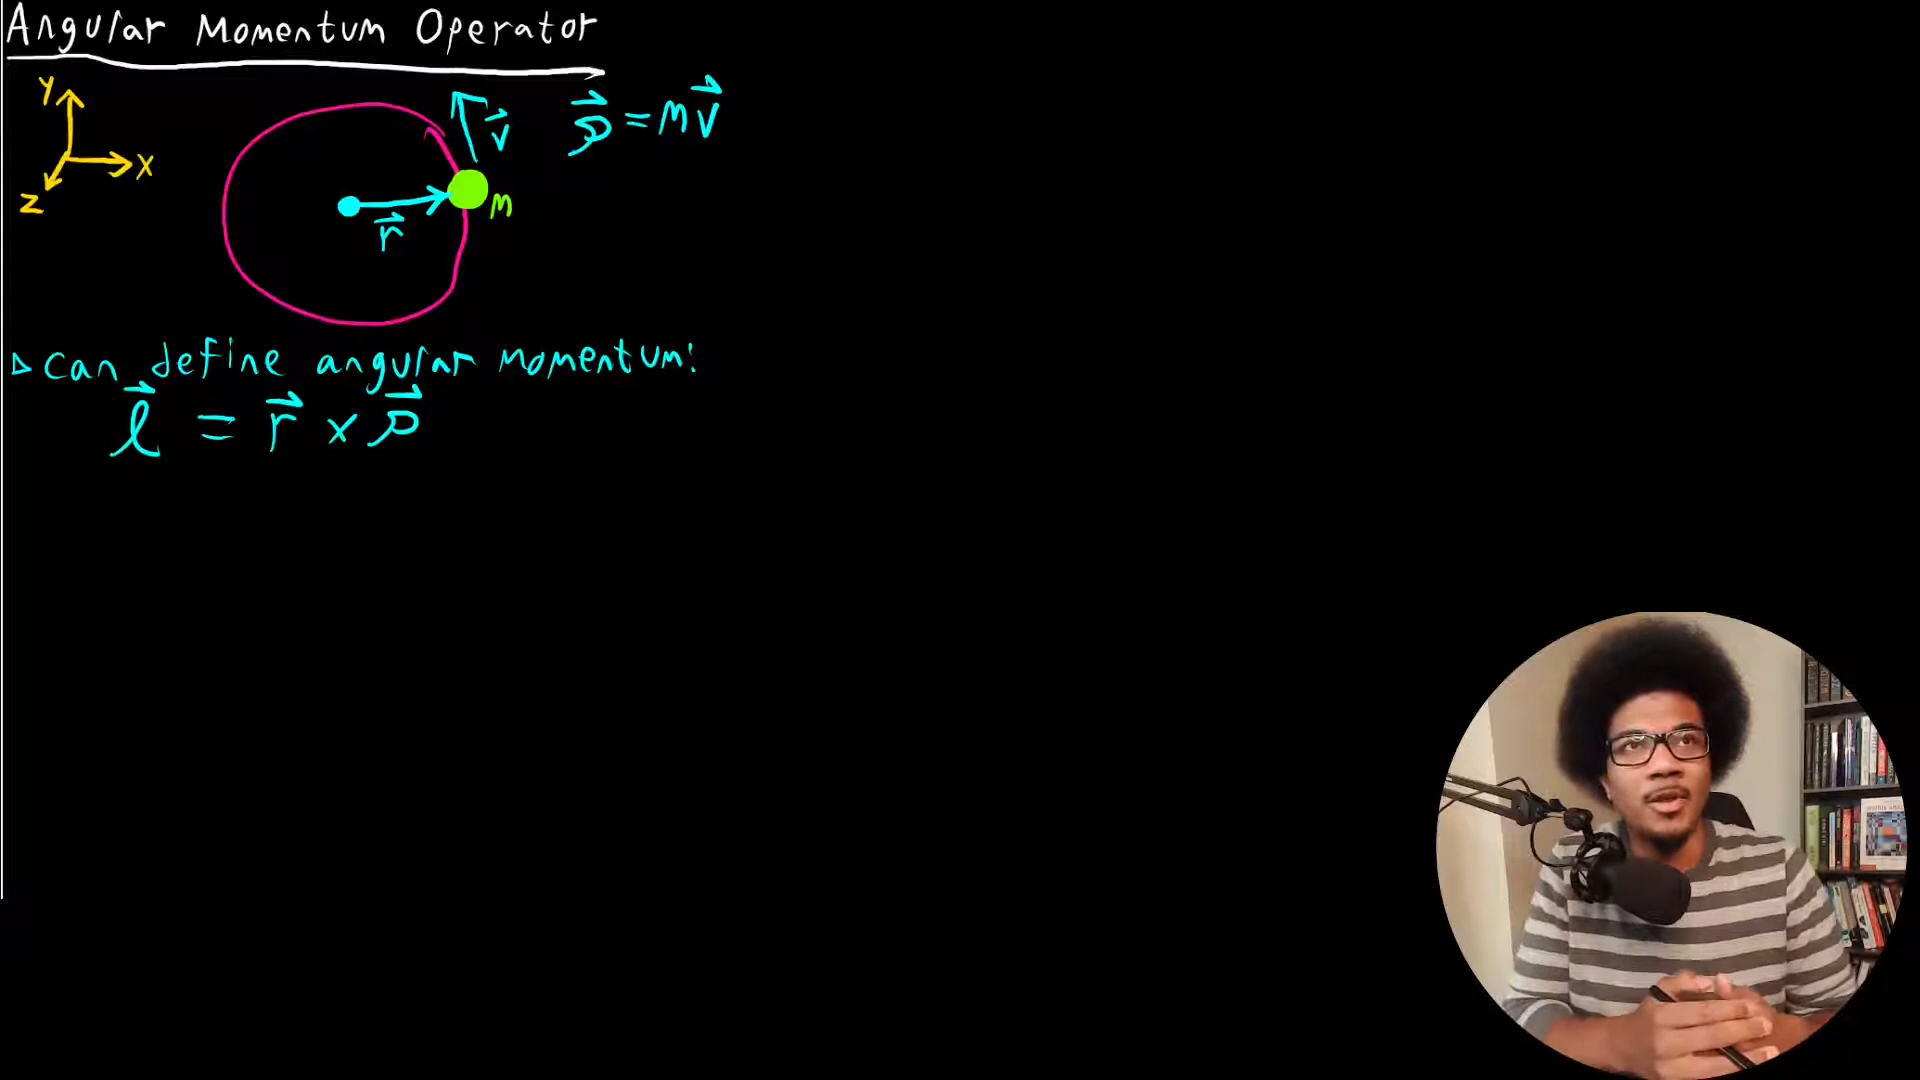 Angular Momentum Operator
Y
X
Z
v⃗
p⃗ = mv⃗
r⃗
m
▹ Can define angular momentum:
ℓ⃗ = r⃗ × p⃗